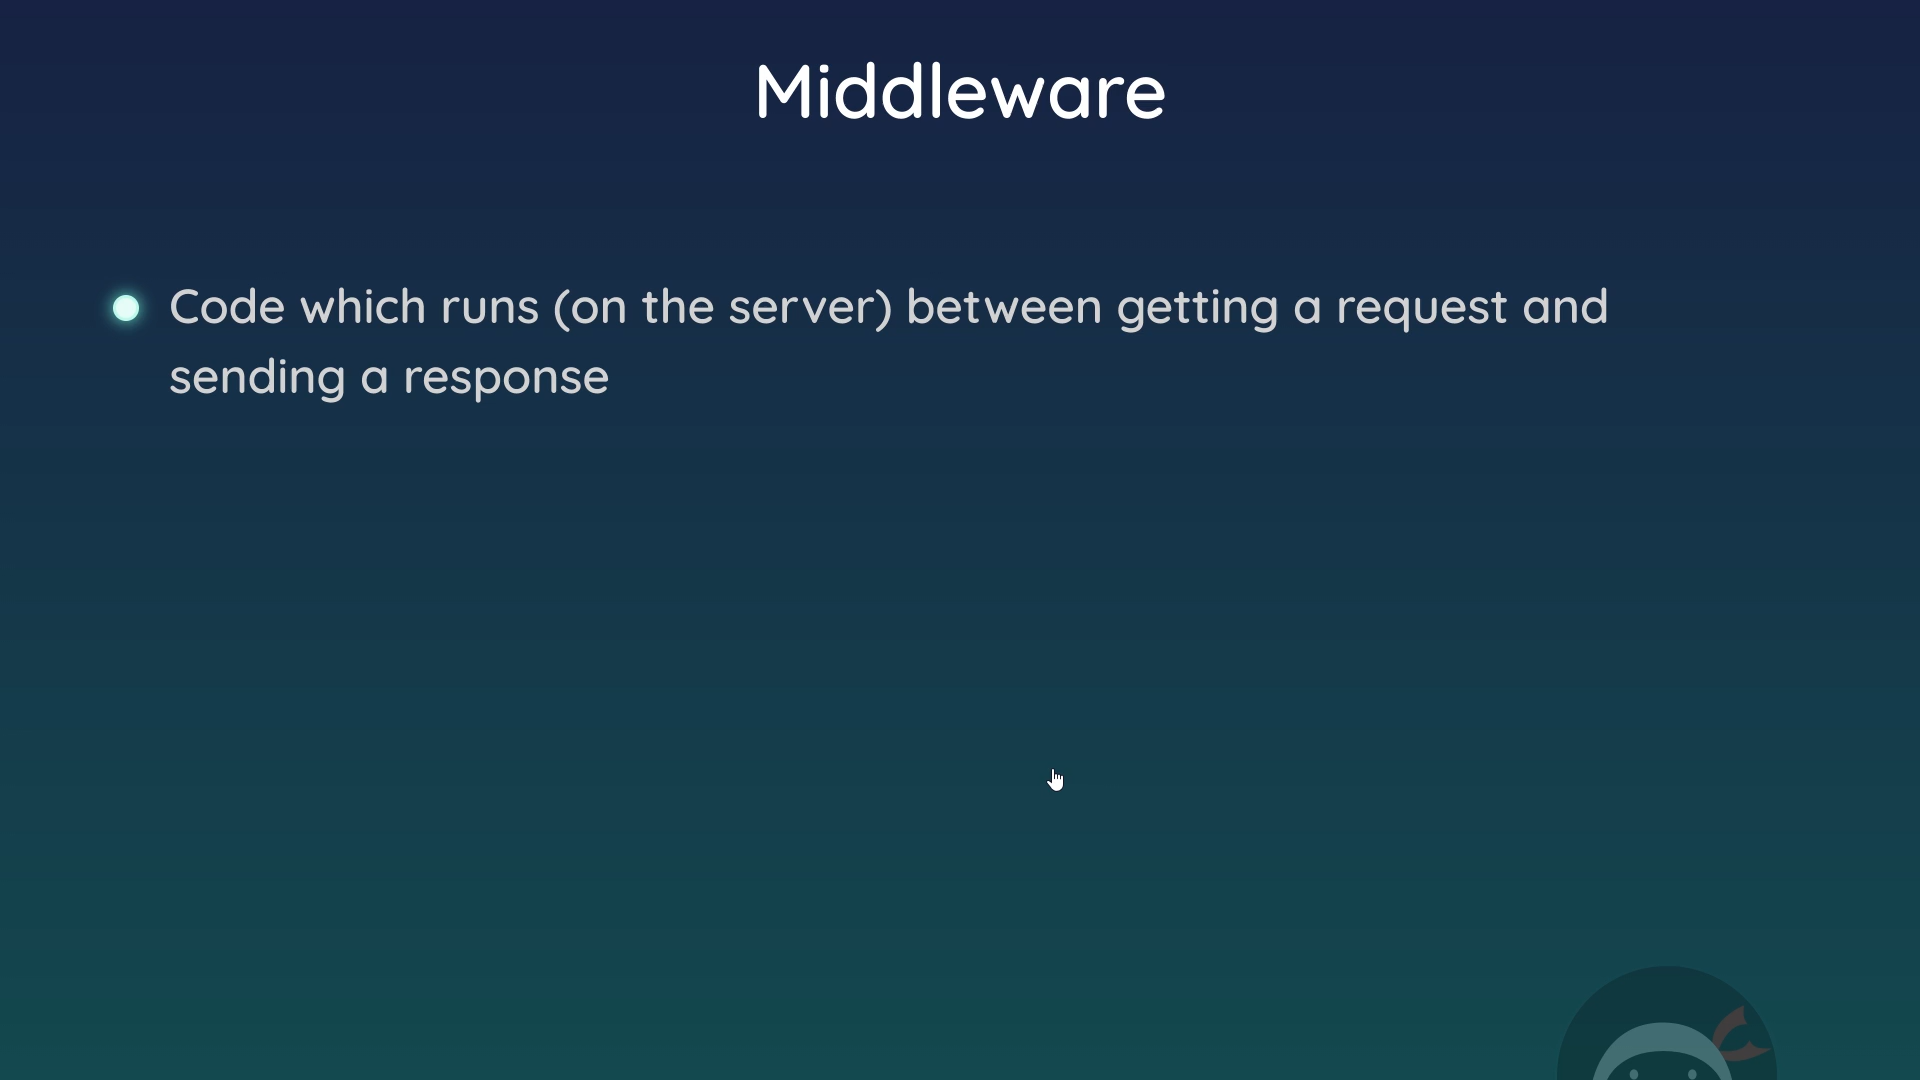 Middleware
Code which runs (on the server) between getting a request and
sending a response